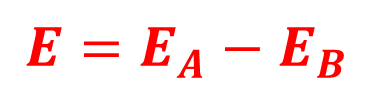 E = E_A − E_B